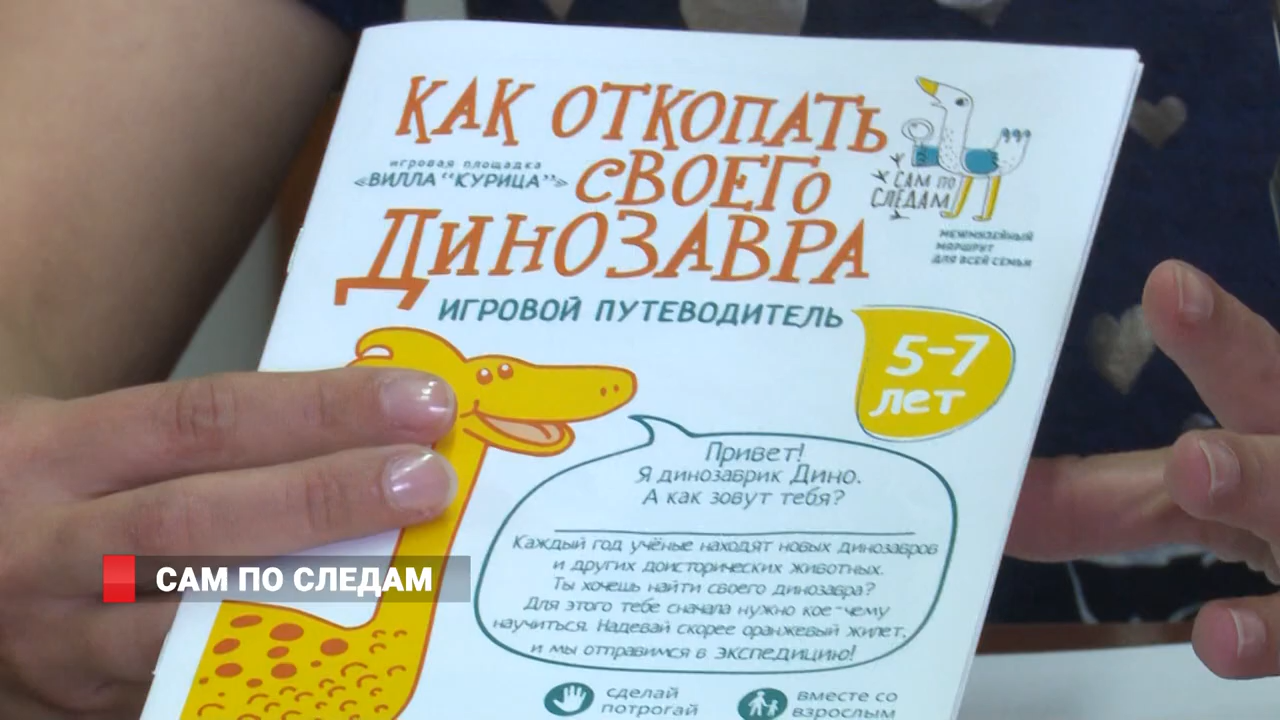 КАК ОТКОПАТЬ
игровая площадка
«ВИЛЛА "КУРИЦА"»
СВОЕГО
ДИНОЗАВРА
ИГРОВОЙ ПУТЕВОДИТЕЛЬ
САМ ПО
СЛЕДАМ
МЕЖМУЗЕЙНЫЙ
МАРШРУТ
ДЛЯ ВСЕЙ СЕМЬИ
5-7
лет
Привет!
Я динозаврик Дино.
А как зовут тебя?
Каждый год учёные находят новых динозавров
и других доисторических животных.
Ты хочешь найти своего динозавра?
Для этого тебе сначала нужно кое-чему
научиться. Надевай скорее оранжевый жилет,
и мы отправимся в ЭКСПЕДИЦИЮ!
сделай
потрогай
вместе со
взрослым
САМ ПО СЛЕДАМ